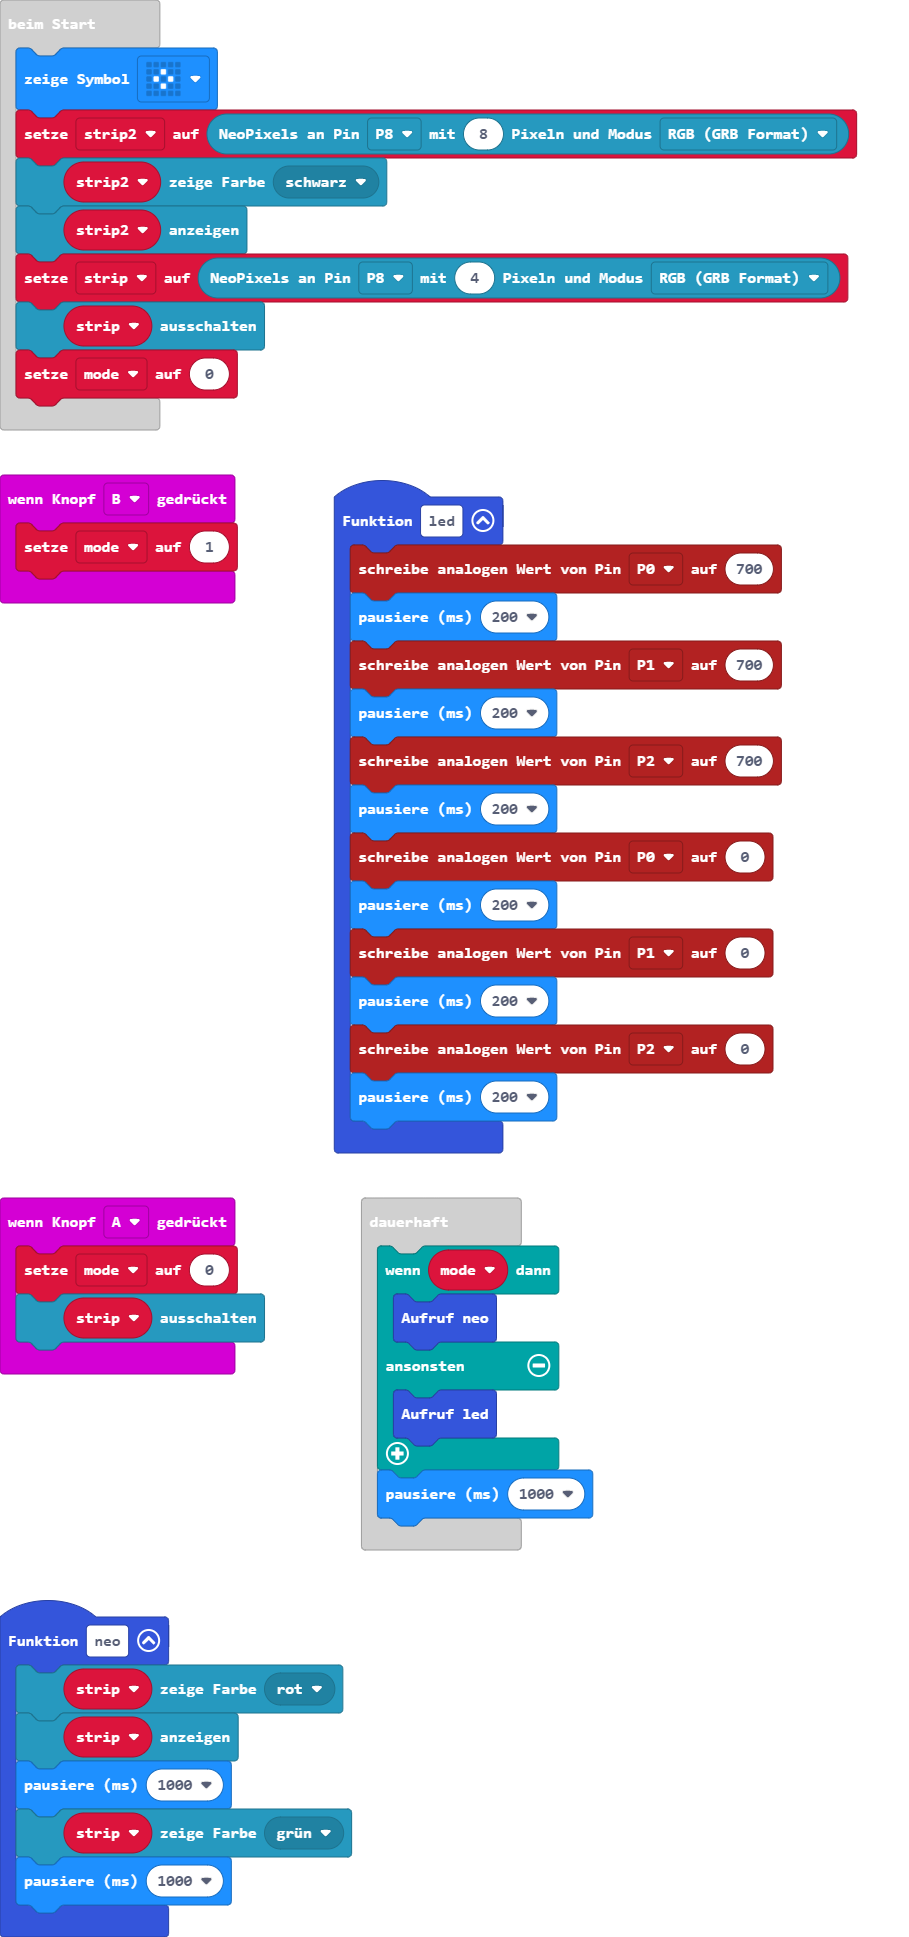 beim Start
zeige Symbol
setze strip2 auf NeoPixels an Pin P8 mit 8 Pixeln und Modus RGB (GRB Format)
strip2 zeige Farbe schwarz
strip2 anzeigen
setze strip auf NeoPixels an Pin P8 mit 4 Pixeln und Modus RGB (GRB Format)
strip ausschalten
setze mode auf 0
wenn Knopf B gedrückt
setze mode auf 1
Funktion led
schreibe analogen Wert von Pin P0 auf 700
pausiere (ms) 200
schreibe analogen Wert von Pin P1 auf 700
pausiere (ms) 200
schreibe analogen Wert von Pin P2 auf 700
pausiere (ms) 200
schreibe analogen Wert von Pin P0 auf 0
pausiere (ms) 200
schreibe analogen Wert von Pin P1 auf 0
pausiere (ms) 200
schreibe analogen Wert von Pin P2 auf 0
pausiere (ms) 200
wenn Knopf A gedrückt
setze mode auf 0
strip ausschalten
dauerhaft
wenn mode dann
Aufruf neo
ansonsten
Aufruf led
pausiere (ms) 1000
Funktion neo
strip zeige Farbe rot
strip anzeigen
pausiere (ms) 1000
strip zeige Farbe grün
pausiere (ms) 1000